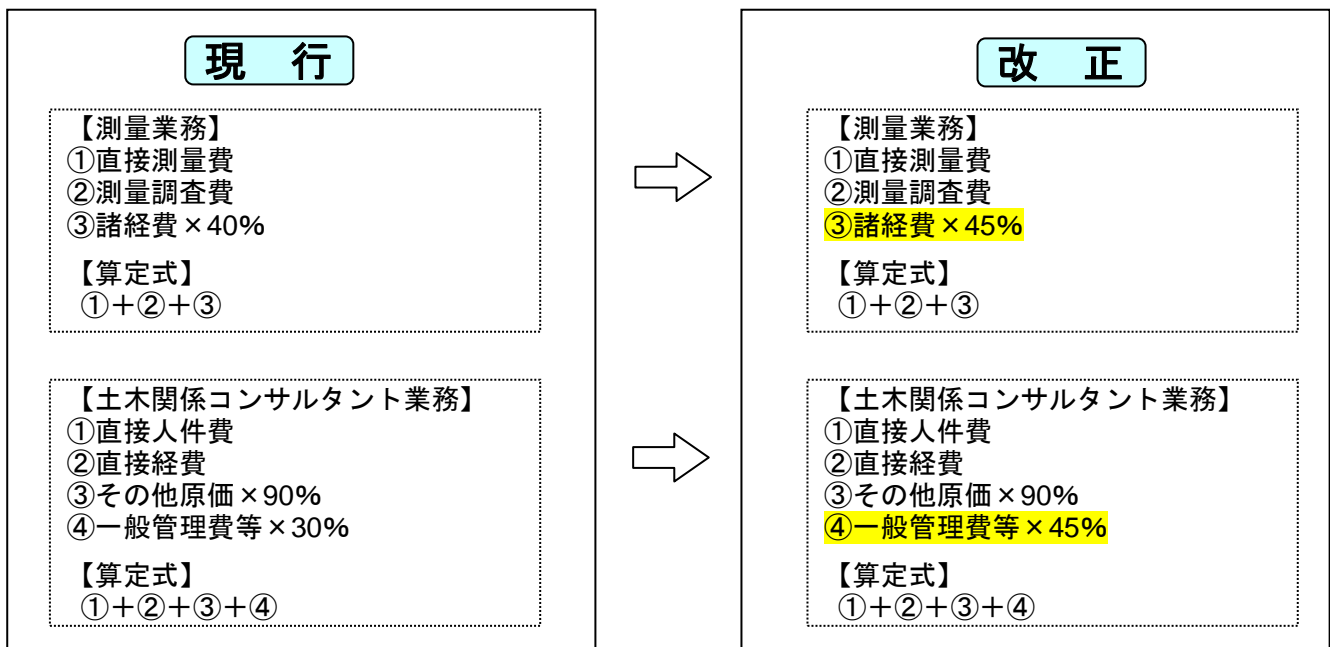 現　行
【測量業務】
①直接測量費
②測量調査費
③諸経費×40%
【算定式】
①＋②＋③
【土木関係コンサルタント業務】
①直接人件費
②直接経費
③その他原価×90%
④一般管理費等×30%
【算定式】
①＋②＋③＋④
改　正
【測量業務】
①直接測量費
②測量調査費
③諸経費×45%
【算定式】
①＋②＋③
【土木関係コンサルタント業務】
①直接人件費
②直接経費
③その他原価×90%
④一般管理費等×45%
【算定式】
①＋②＋③＋④